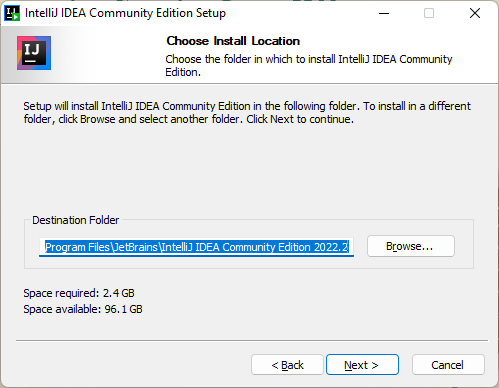 IntelliJ IDEA Community Edition Setup
IJ
Choose Install Location
Choose the folder in which to install IntelliJ IDEA Community
Edition.
Setup will install IntelliJ IDEA Community Edition in the following folder. To install in a different
folder, click Browse and select another folder. Click Next to continue.
Destination Folder
Program Files\JetBrains\IntelliJ IDEA Community Edition 2022.2
Browse...
Space required: 2.4 GB
Space available: 96.1 GB
< Back
Next >
Cancel